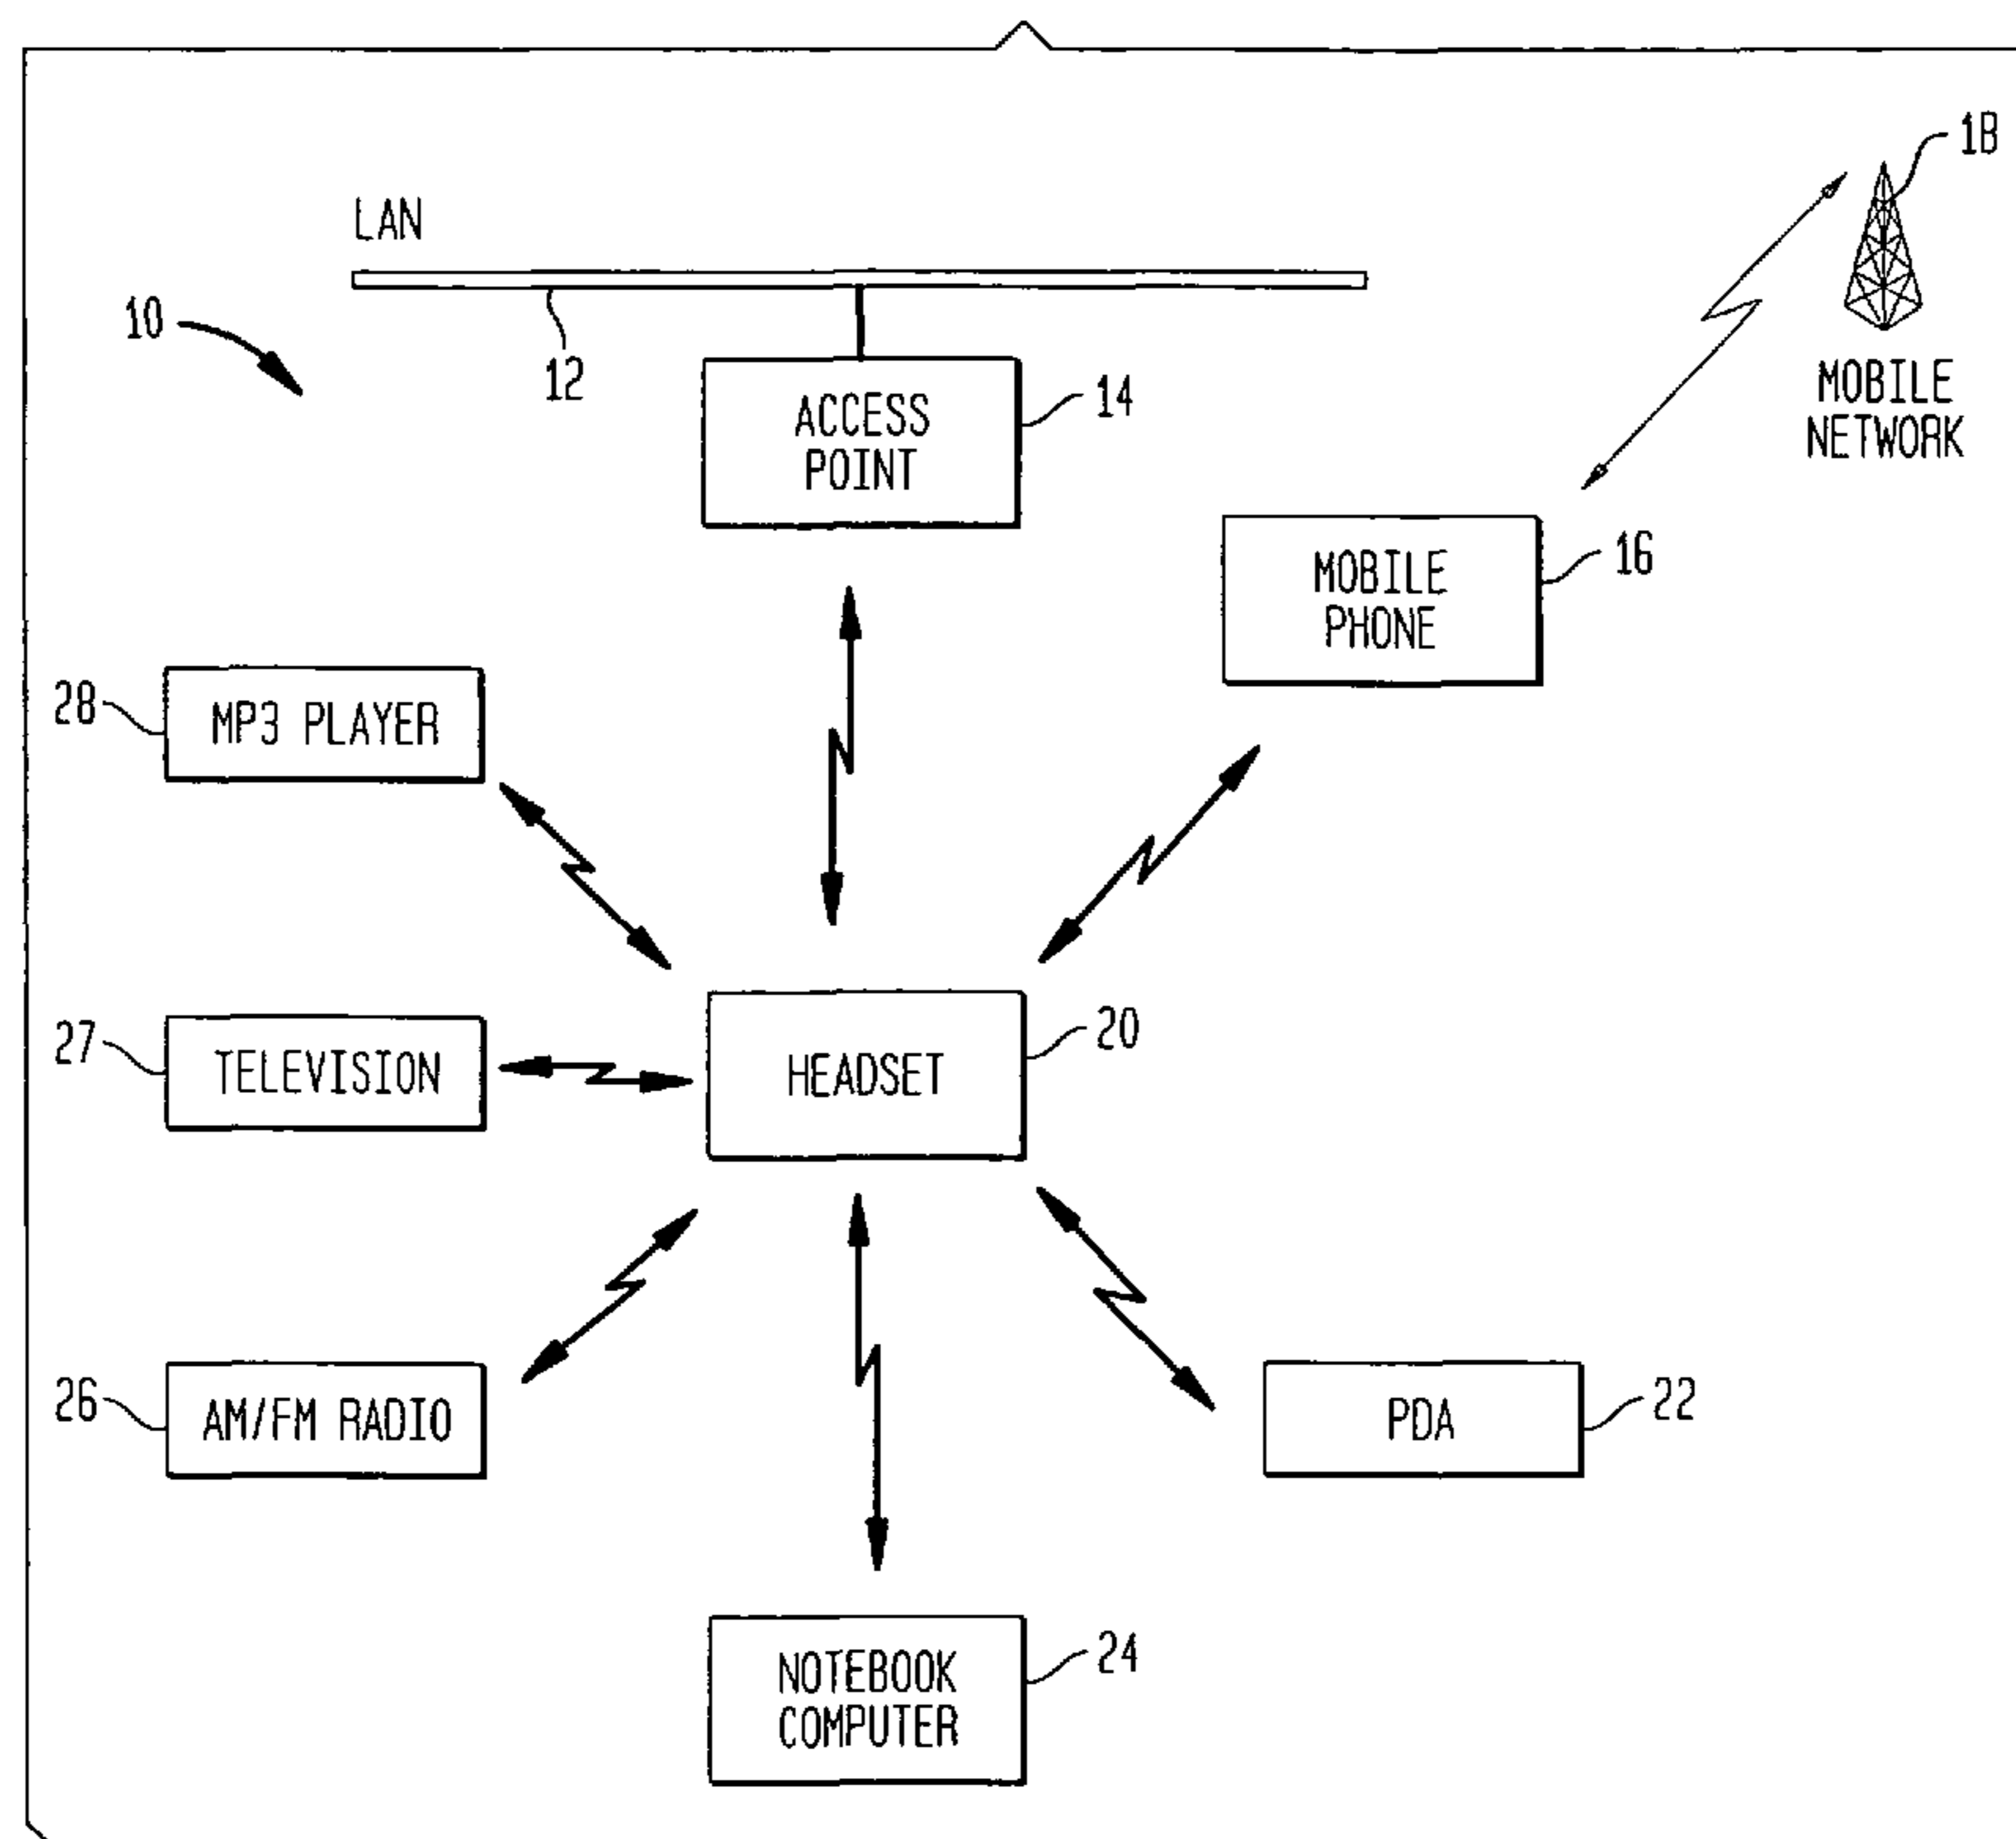 18
LAN
10
12
ACCESS
POINT
14
MOBILE
NETWORK
MOBILE
PHONE
16
28
MP3 PLAYER
27
TELEVISION
HEADSET
20
26
AM/FM RADIO
PDA
22
NOTEBOOK
COMPUTER
24